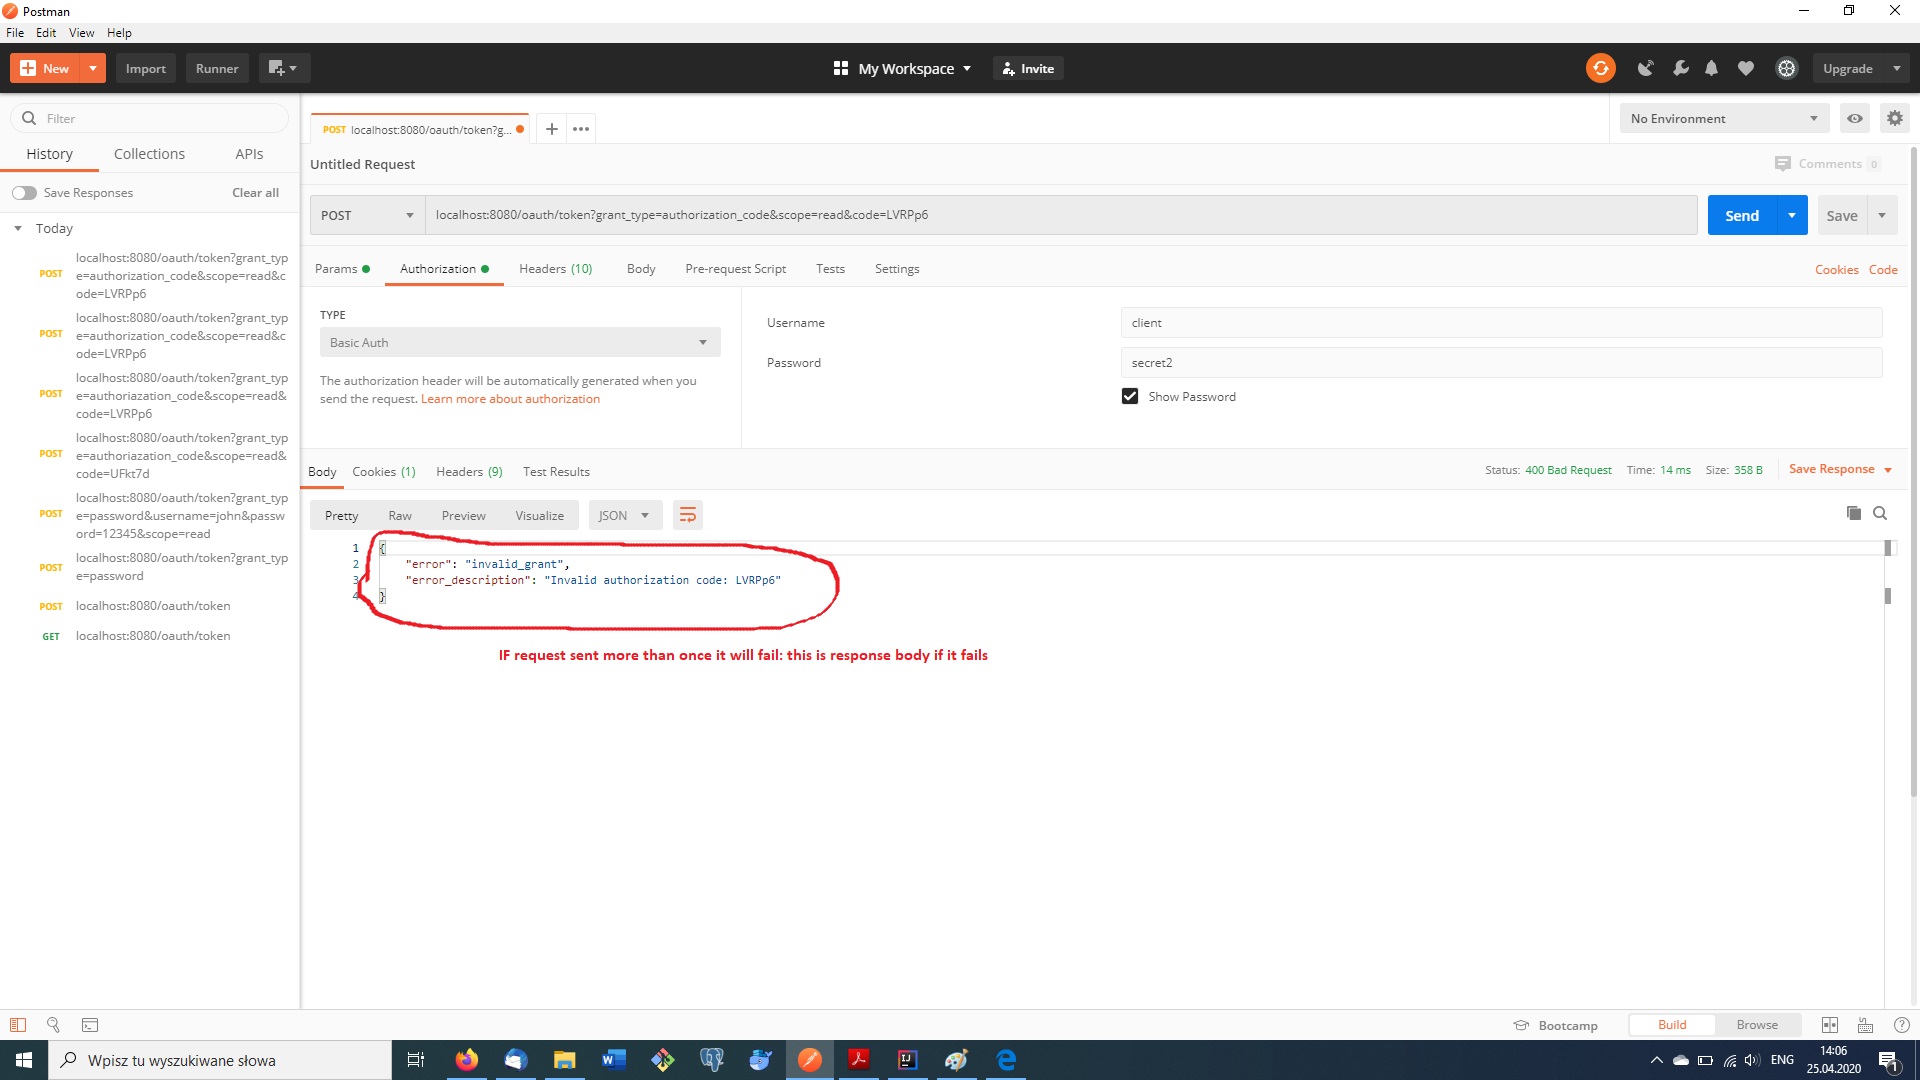 Postman
File Edit View Help
New Import Runner My Workspace Invite Upgrade
Filter
History Collections APIs
Save Responses Clear all
Today
POST localhost:8080/oauth/token?grant_typ
e=authorization_code&scope=read&c
ode=LVRPp6
POST localhost:8080/oauth/token?grant_typ
e=authorization_code&scope=read&c
ode=LVRPp6
POST localhost:8080/oauth/token?grant_typ
e=authoriazation_code&scope=read&
code=LVRPp6
POST localhost:8080/oauth/token?grant_typ
e=authoriazation_code&scope=read&
code=UFkt7d
POST localhost:8080/oauth/token?grant_typ
e=password&username=john&passw
ord=12345&scope=read
POST localhost:8080/oauth/token?grant_typ
e=password
POST localhost:8080/oauth/token
GET localhost:8080/oauth/token
POST localhost:8080/oauth/token?g...
No Environment
Untitled Request
Comments 0
POST localhost:8080/oauth/token?grant_type=authorization_code&scope=read&code=LVRPp6 Send Save
Params Authorization Headers (10) Body Pre-request Script Tests Settings Cookies Code
TYPE
Basic Auth
The authorization header will be automatically generated when you
send the request. Learn more about authorization
Username client
Password secret2
Show Password
Body Cookies (1) Headers (9) Test Results Status: 400 Bad Request Time: 14 ms Size: 358 B Save Response
Pretty Raw Preview Visualize JSON
1 {
2 "error": "invalid_grant",
3 "error_description": "Invalid authorization code: LVRPp6"
4 }
IF request sent more than once it will fail: this is response body if it fails
Bootcamp Build Browse
Wpisz tu wyszukiwane słowa
ENG
14:06
25.04.2020
1